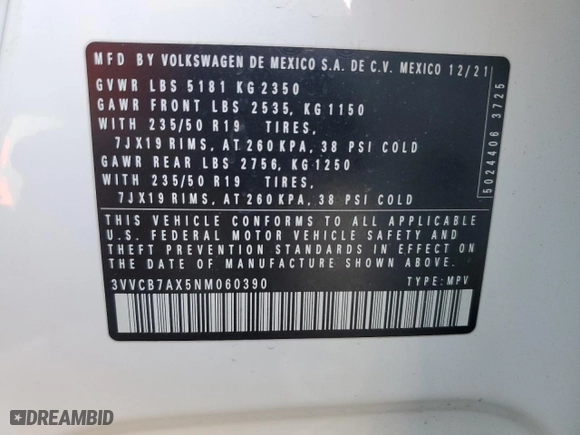 MFD BY VOLKSWAGEN DE MEXICO S.A. DE C.V. MEXICO 12/21
GVWR LBS 5181 KG 2350
GAWR FRONT LBS 2535, KG 1150
WITH 235/50 R19 TIRES,
7JX19 RIMS, AT 260KPA, 38 PSI COLD
GAWR REAR LBS 2756, KG 1250
WITH 235/50 R19 TIRES,
7JX19 RIMS, AT 260KPA, 38 PSI COLD
THIS VEHICLE CONFORMS TO ALL APPLICABLE
U.S. FEDERAL MOTOR VEHICLE SAFETY AND
THEFT PREVENTION STANDARDS IN EFFECT ON
THE DATE OF MANUFACTURE SHOWN ABOVE.
3VVCB7AX5NM060390 TYPE: MPV
5024406 3725
DREAMBID